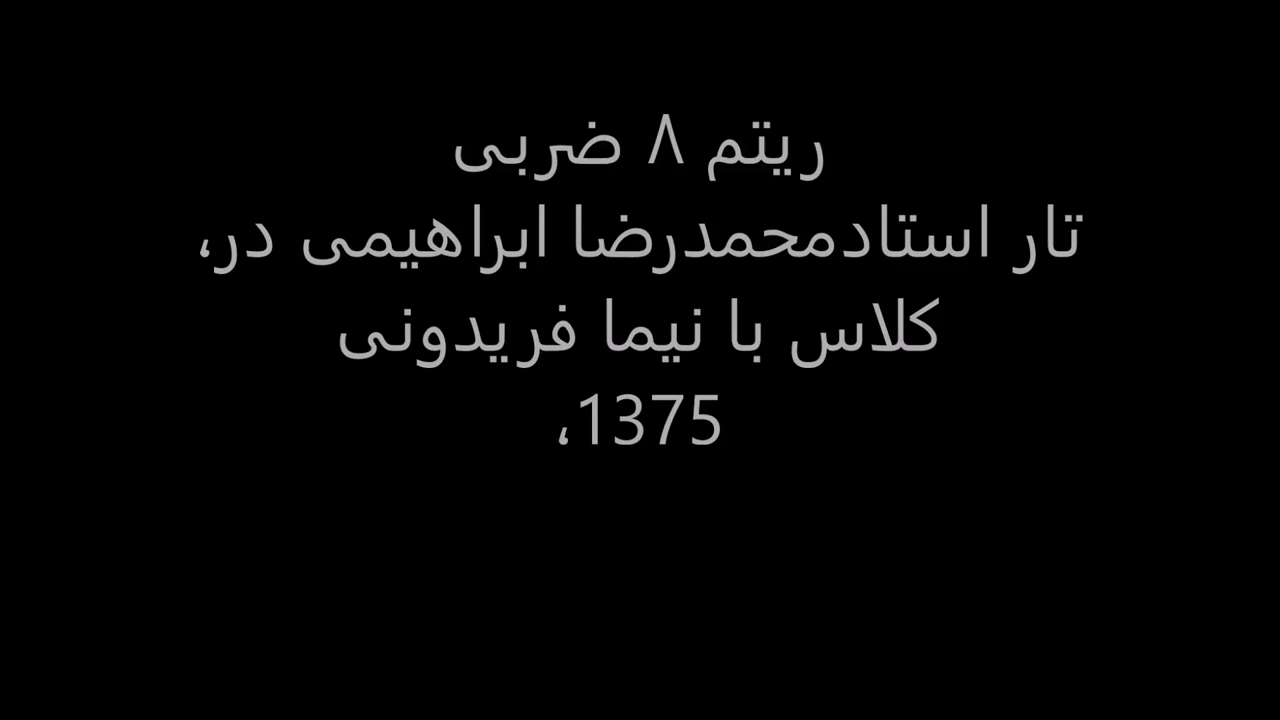 ریتم ۸ ضربی
تار استادمحمدرضا ابراهیمی در،
کلاس با نیما فریدونی
1375،